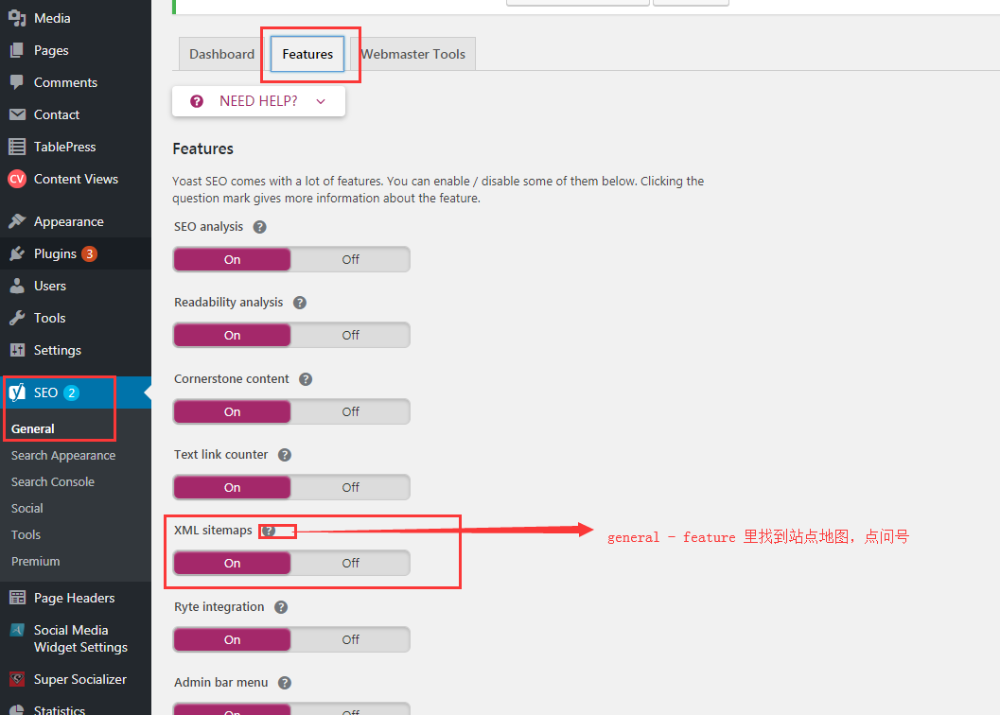 Media
Pages
Comments
Contact
TablePress
CV
Content Views
Appearance
Plugins 3
Users
Tools
Settings
SEO 2
General
Search Appearance
Search Console
Social
Tools
Premium
Page Headers
Social Media
Widget Settings
Super Socializer
Statistics
Dashboard
Features
Webmaster Tools
? NEED HELP?
Features
Yoast SEO comes with a lot of features. You can enable / disable some of them below. Clicking the
question mark gives more information about the feature.
SEO analysis ?
On Off
Readability analysis ?
On Off
Cornerstone content ?
On Off
Text link counter ?
On Off
XML sitemaps ?
On Off
general - feature 里找到站点地图，点问号
Ryte integration ?
On Off
Admin bar menu ?
On Off